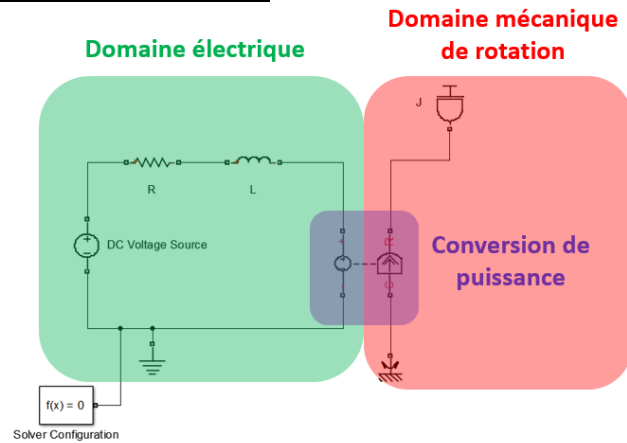 Domaine mécanique
de rotation
Domaine électrique
J
R
L
DC Voltage Source
+
R
C
Conversion de
puissance
f(x) = 0
Solver Configuration